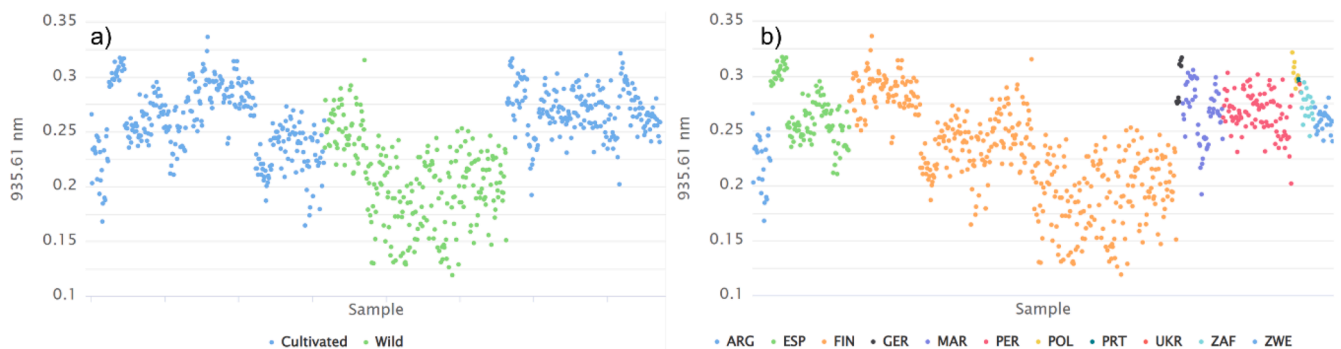 a)
0.35
0.3
0.25
0.2
0.15
0.1
935.61 nm
Sample
Cultivated Wild
b)
0.35
0.3
0.25
0.2
0.15
0.1
935.61 nm
Sample
ARG ESP FIN GER MAR PER POL PRT UKR ZAF ZWE